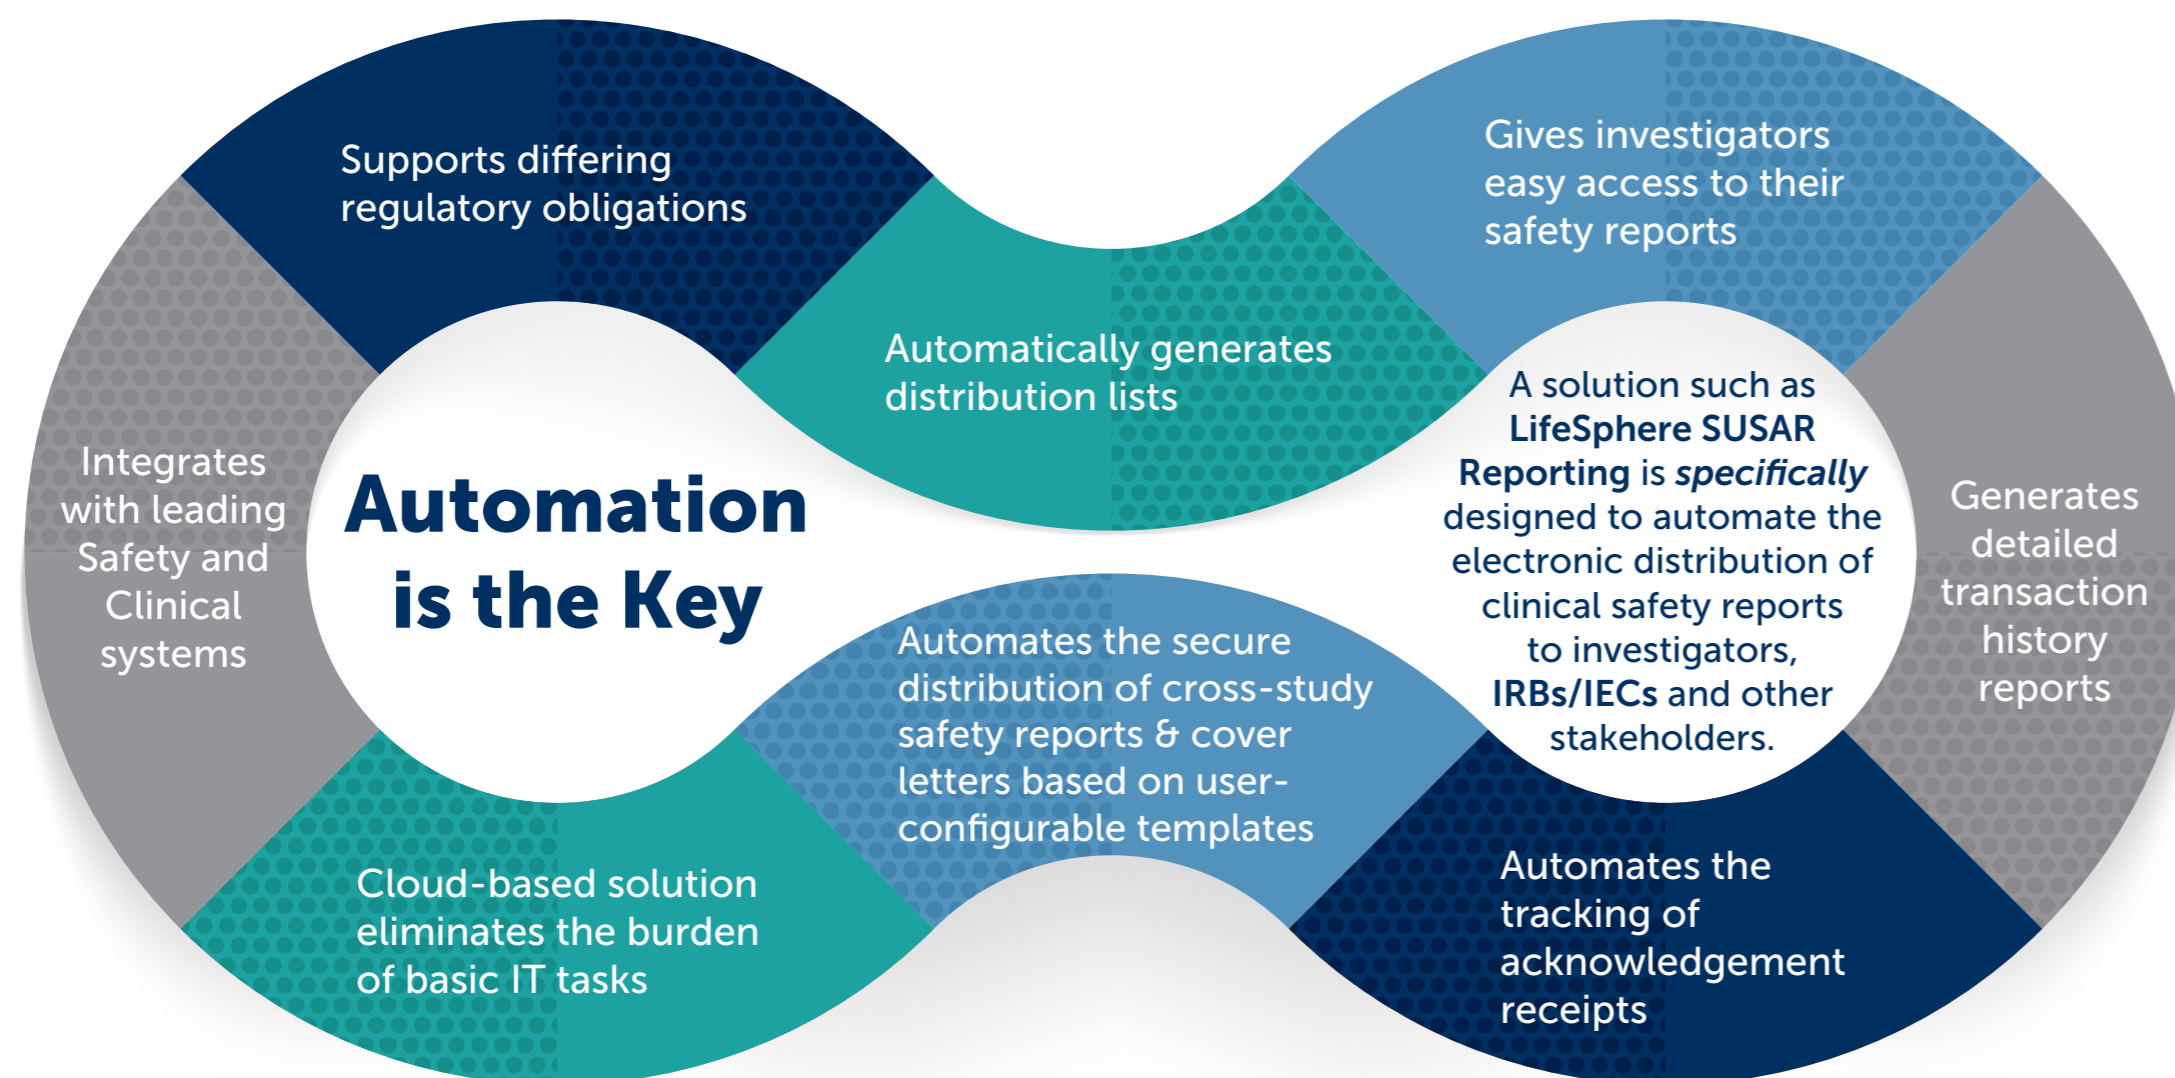 Supports differing
regulatory obligations
Gives investigators
easy access to their
safety reports
Automatically generates
distribution lists
Integrates
with leading
Safety and
Clinical
systems
Automation
is the Key
A solution such as
LifeSphere SUSAR
Reporting is specifically
designed to automate the
electronic distribution of
clinical safety reports
to investigators,
IRBs/IECs and other
stakeholders.
Generates
detailed
transaction
history
reports
Automates the secure
distribution of cross-study
safety reports & cover
letters based on user-
configurable templates
Cloud-based solution
eliminates the burden
of basic IT tasks
Automates the
tracking of
acknowledgement
receipts